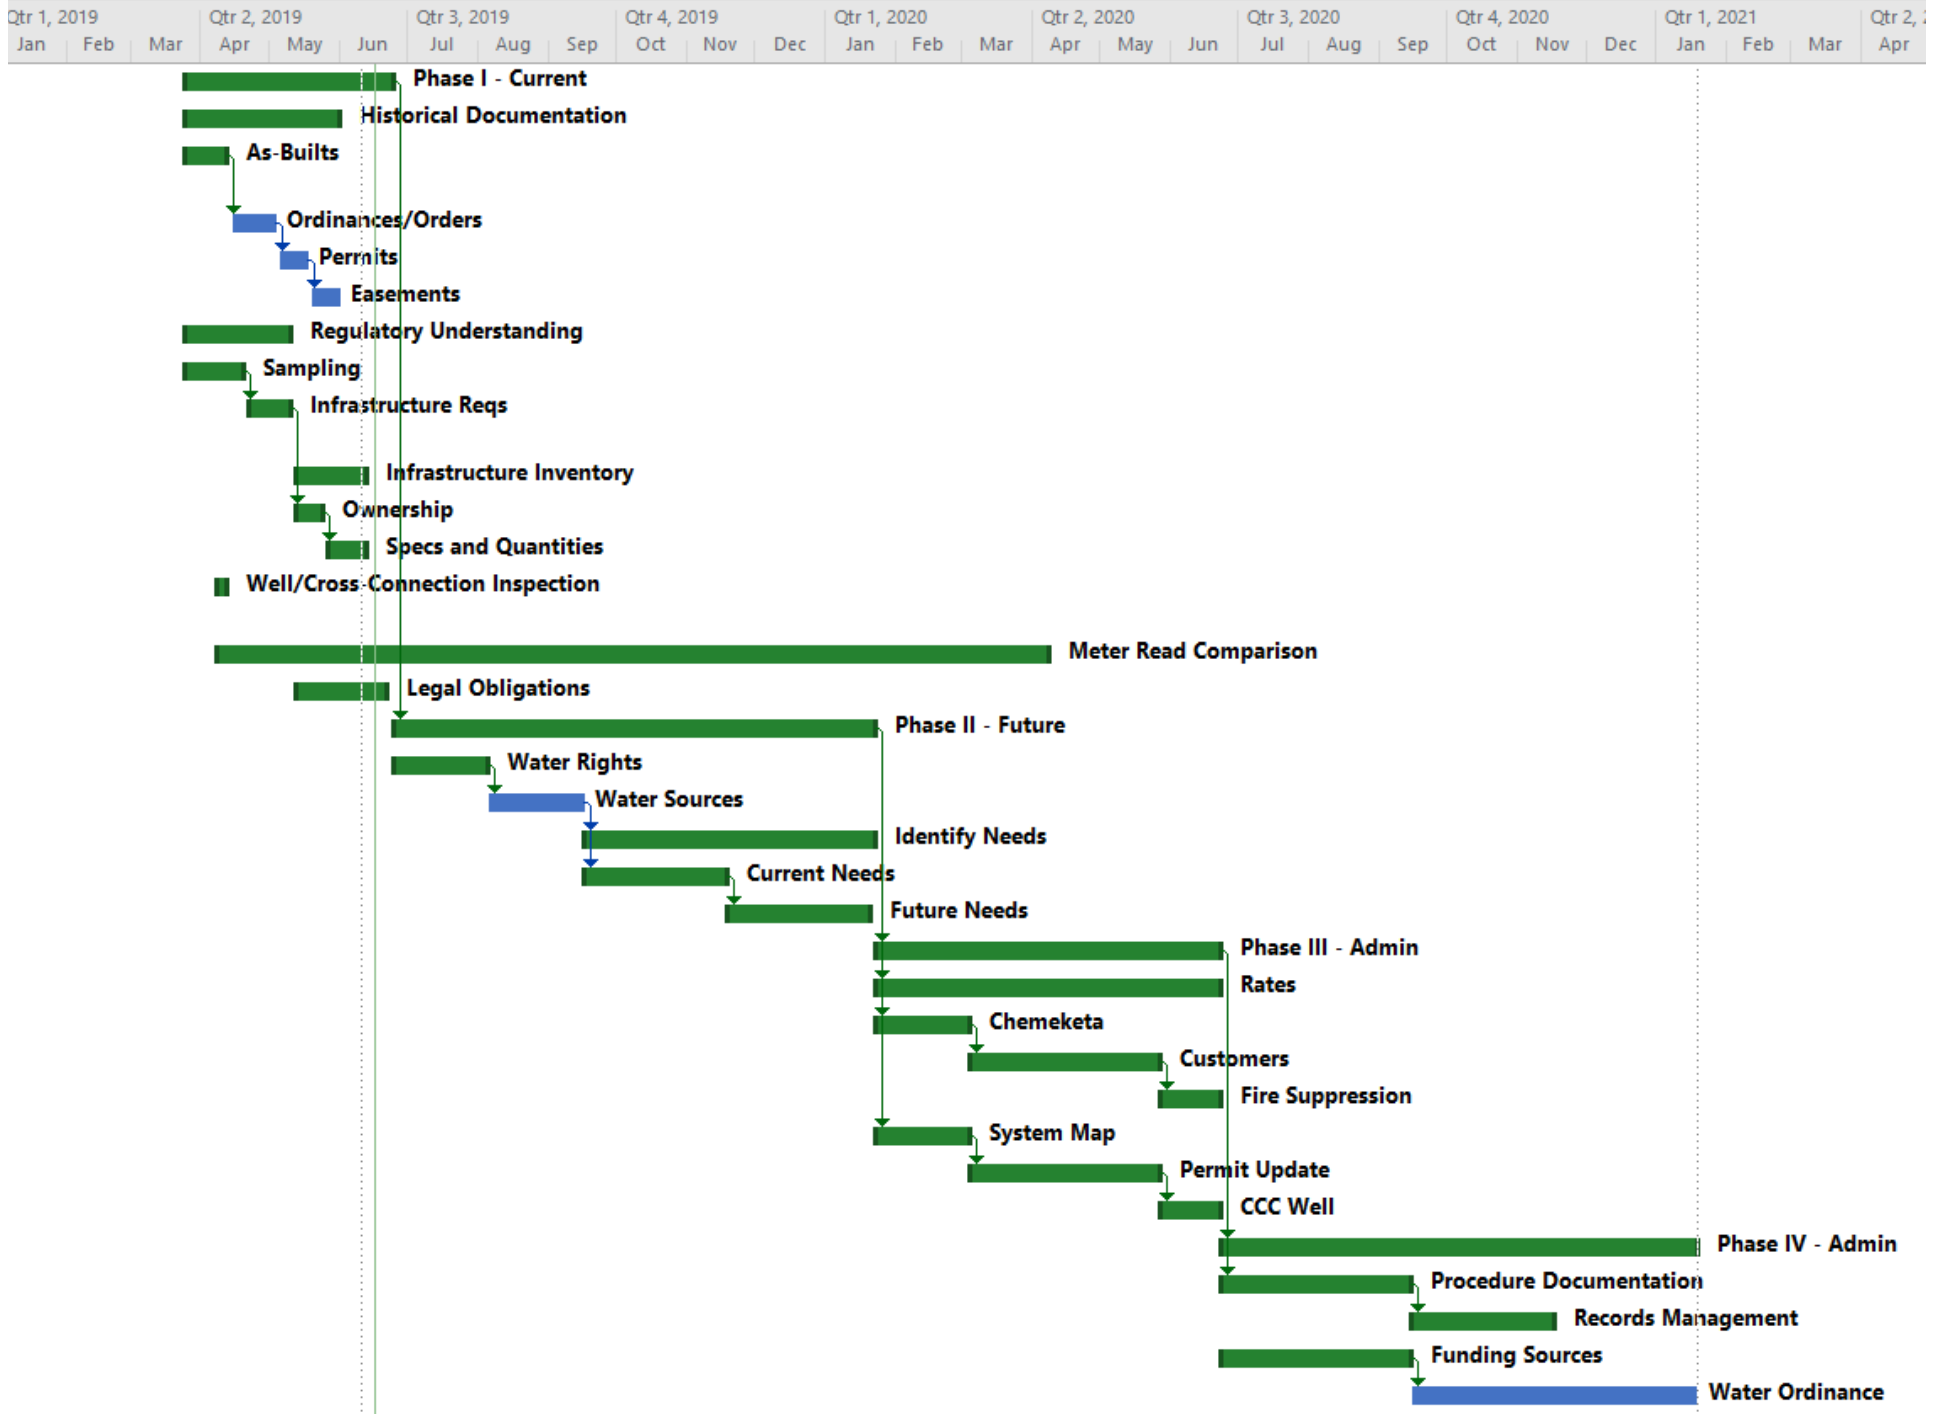 Qtr 1, 2019 Qtr 2, 2019 Qtr 3, 2019 Qtr 4, 2019 Qtr 1, 2020 Qtr 2, 2020 Qtr 3, 2020 Qtr 4, 2020 Qtr 1, 2021 Qtr 2,
Jan Feb Mar Apr May Jun Jul Aug Sep Oct Nov Dec Jan Feb Mar Apr May Jun Jul Aug Sep Oct Nov Dec Jan Feb Mar Apr
Phase I - Current
Historical Documentation
As-Builts
Ordinances/Orders
Permits
Easements
Regulatory Understanding
Sampling
Infrastructure Reqs
Infrastructure Inventory
Ownership
Specs and Quantities
Well/Cross-Connection Inspection
Meter Read Comparison
Legal Obligations
Phase II - Future
Water Rights
Water Sources
Identify Needs
Current Needs
Future Needs
Phase III - Admin
Rates
Chemeketa
Customers
Fire Suppression
System Map
Permit Update
CCC Well
Phase IV - Admin
Procedure Documentation
Records Management
Funding Sources
Water Ordinance